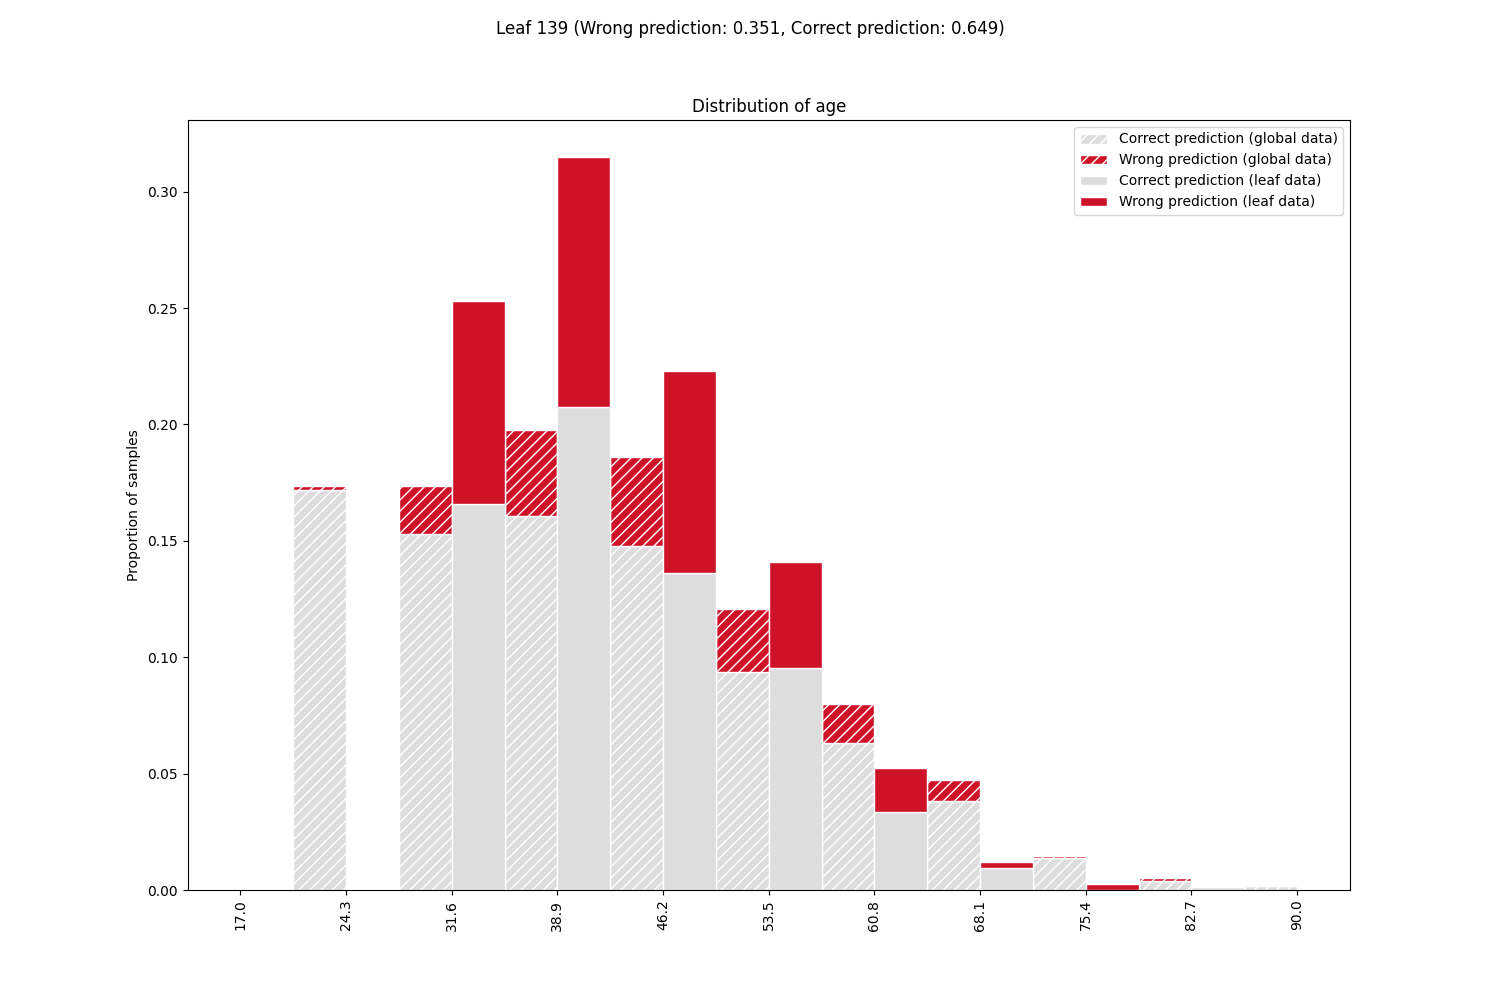 Leaf 139 (Wrong prediction: 0.351, Correct prediction: 0.649)
Distribution of age
Correct prediction (global data)
Wrong prediction (global data)
Correct prediction (leaf data)
Wrong prediction (leaf data)
Proportion of samples
0.30
0.25
0.20
0.15
0.10
0.05
0.00
17.0
24.3
31.6
38.9
46.2
53.5
60.8
68.1
75.4
82.7
90.0